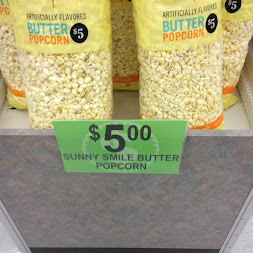 ARTIFICIALLY FLAVORED
BUTTER
POPCORN
$5
ARTIFICIALLY FLAVORED
BUTTER
POPCORN
$5
$5.00
SUNNY SMILE BUTTER
POPCORN